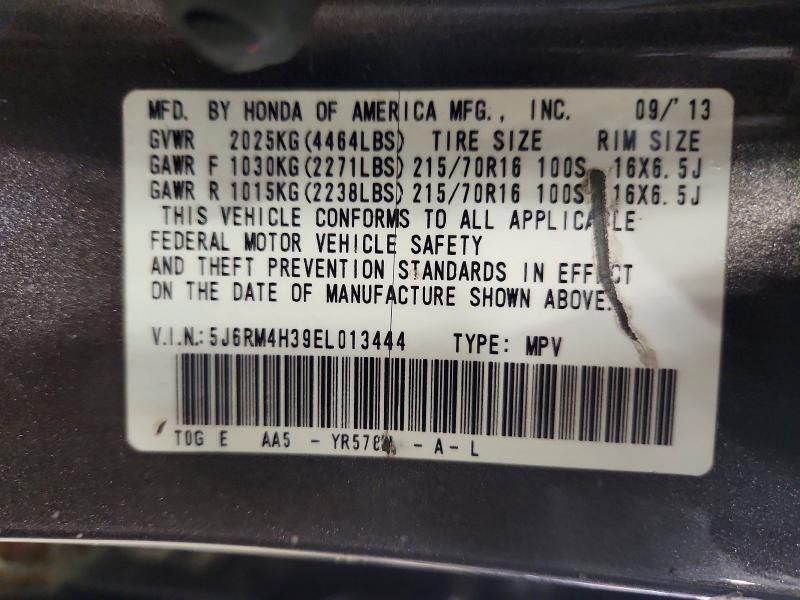 MFD. BY HONDA OF AMERICA MFG., INC. 09/'13
GVWR 2025KG(4464LBS) TIRE SIZE RIM SIZE
GAWR F 1030KG(2271LBS) 215/70R16 100S 16X6.5J
GAWR R 1015KG(2238LBS) 215/70R16 100S 16X6.5J
THIS VEHICLE CONFORMS TO ALL
FEDERAL MOTOR VEHICLE SAFETY
AND THEFT PREVENTION STANDARDS IN
ON THE DATE OF MANUFACTURE SHOWN ABOVE.
V.I.N.: 5J6RM4H39EL013444 TYPE: MPV
T0G E AA5 - - A - L